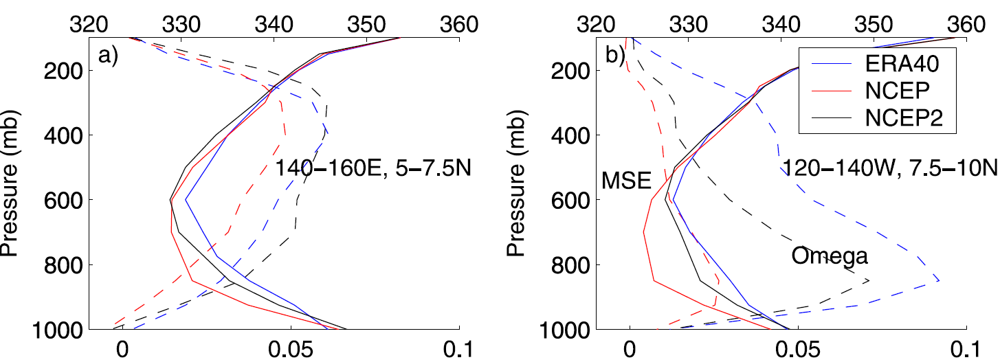 320 330 340 350 360
a)
200
400
600
800
1000
Pressure (mb)
140−160E, 5−7.5N
0 0.05 0.1
320 330 340 350 360
b)
ERA40
NCEP
NCEP2
200
400
600
800
1000
Pressure (mb)
120−140W, 7.5−10N
MSE
Omega
0 0.05 0.1